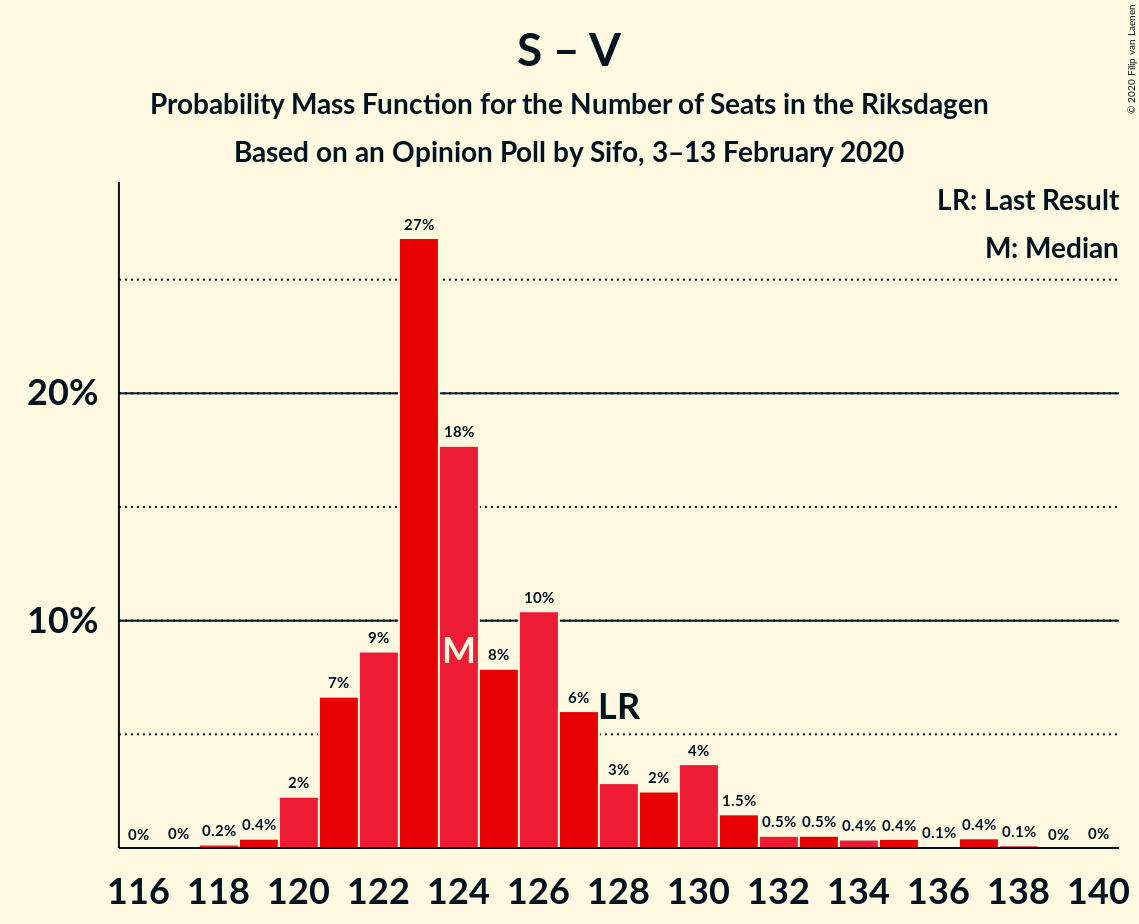 S – V
Probability Mass Function for the Number of Seats in the Riksdagen
Based on an Opinion Poll by Sifo, 3–13 February 2020
© 2020 Filip van Laenen
LR: Last Result
M: Median
20%
10%
0% 0% 0.2% 0.4% 2% 7% 9% 27% 18% 8% 10% 6% 3% 2% 4% 1.5% 0.5% 0.5% 0.4% 0.4% 0.1% 0.4% 0.1% 0% 0%
M
LR
116 118 120 122 124 126 128 130 132 134 136 138 140